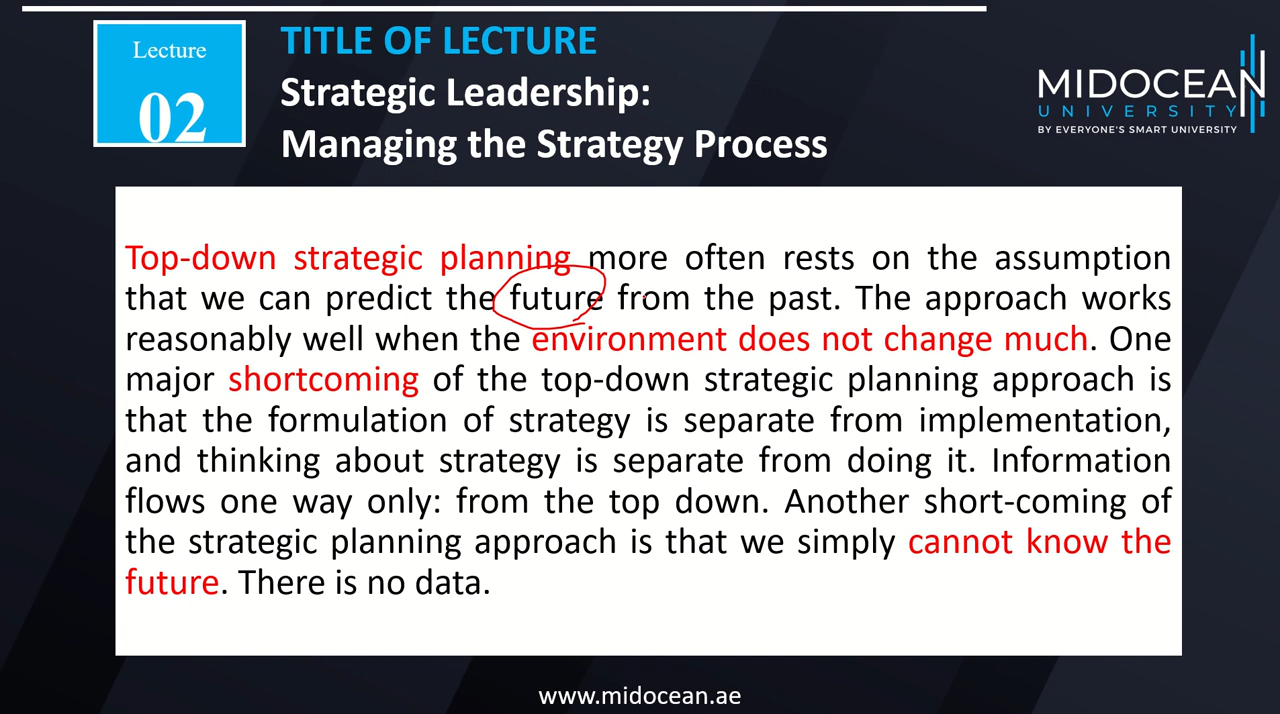 Lecture
02
TITLE OF LECTURE
Strategic Leadership:
Managing the Strategy Process
MIDOCEAN
UNIVERSITY
BY EVERYONE'S SMART UNIVERSITY
Top-down strategic planning more often rests on the assumption
that we can predict the future from the past. The approach works
reasonably well when the environment does not change much. One
major shortcoming of the top-down strategic planning approach is
that the formulation of strategy is separate from implementation,
and thinking about strategy is separate from doing it. Information
flows one way only: from the top down. Another short-coming of
the strategic planning approach is that we simply cannot know the
future. There is no data.
www.midocean.ae